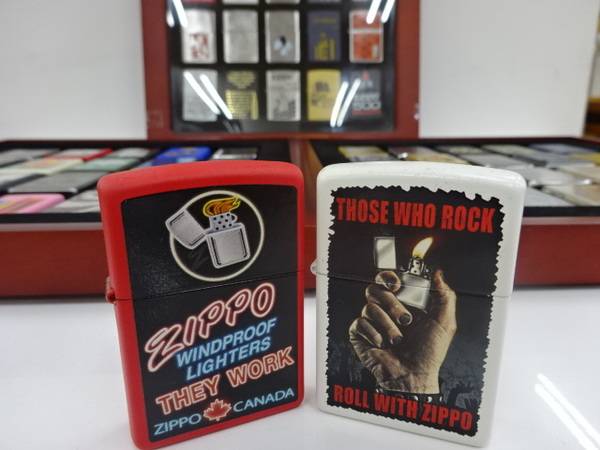 ZIPPO
WINDPROOF
LIGHTERS
THEY WORK
ZIPPO CANADA
THOSE WHO ROCK
ROLL WITH ZIPPO